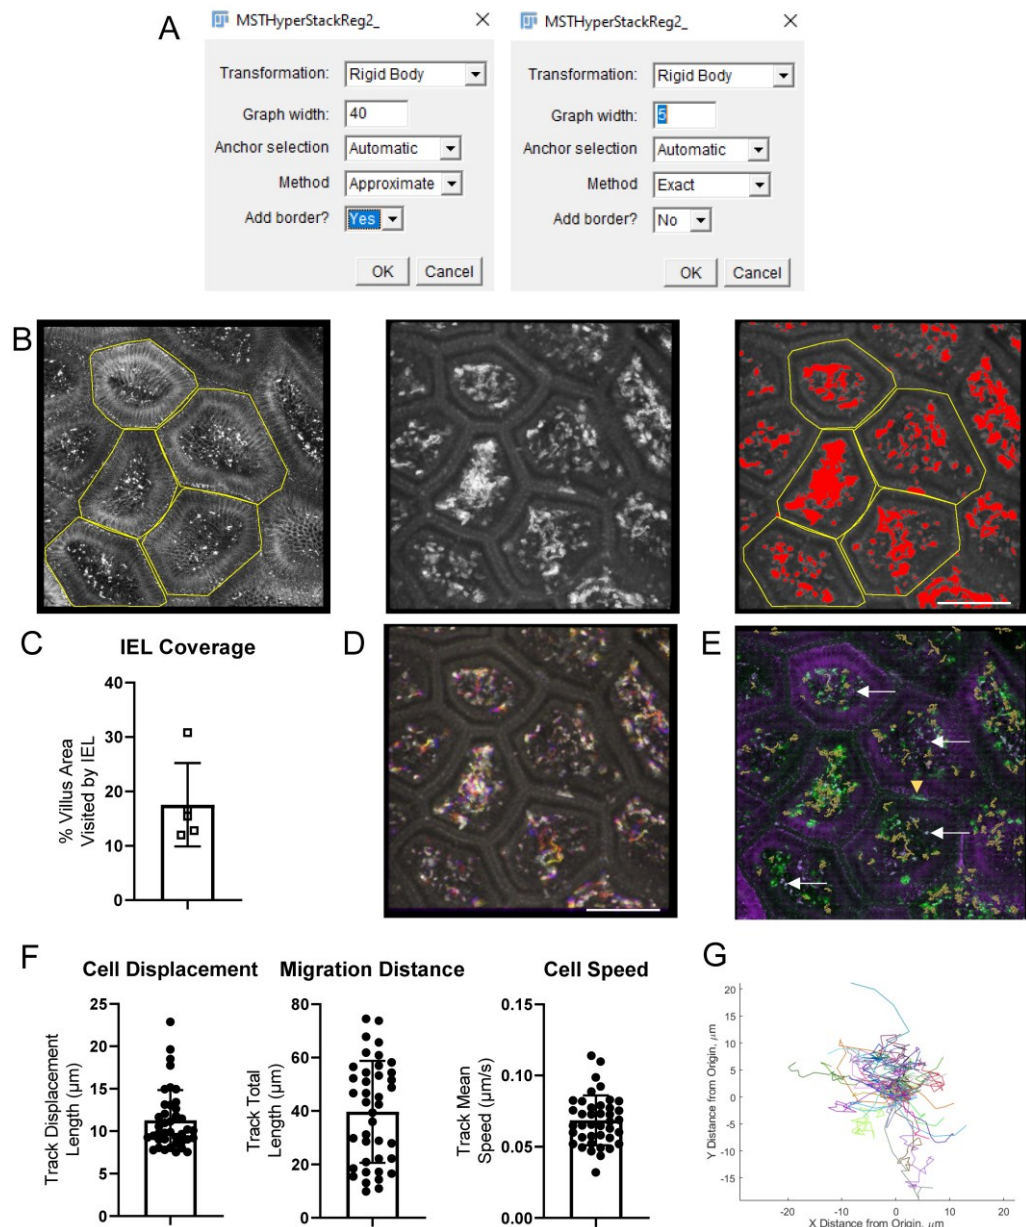 A
MSTHyperStackReg2_
Transformation: Rigid Body
Graph width: 40
Anchor selection Automatic
Method Approximate
Add border? Yes
OK Cancel
MSTHyperStackReg2_
Transformation: Rigid Body
Graph width: 5
Anchor selection Automatic
Method Exact
Add border? No
OK Cancel
B
C
IEL Coverage
% Villus Area
Visited by IEL
40
30
20
10
0
D
E
F
Cell Displacement
Track Displacement
Length (µm)
25
20
15
10
5
0
Migration Distance
Track Total
Length (µm)
80
60
40
20
0
Cell Speed
Track Mean
Speed (µm/s)
0.15
0.10
0.05
0.00
G
Y Distance from Origin, µm
20
15
10
5
0
-5
-10
-15
-20
-10
0
10
20
X Distance from Origin, µm